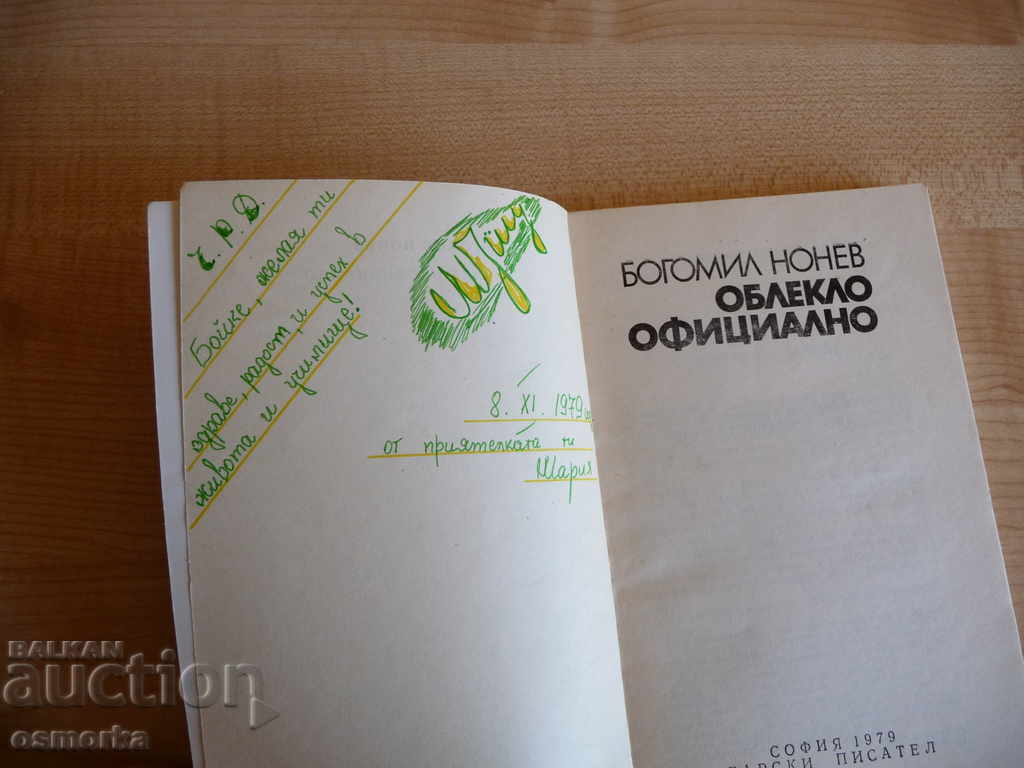 Ч. Р. Д.
Бойке, желая ти
здраве, радост, и успех в
живота и училище!
8. XI. 1979
от приятелката ти
Мария
БОГОМИЛ НОНЕВ
ОБЛЕКЛО
ОФИЦИАЛНО
СОФИЯ 1979
ПИСАТЕЛ
BALKAN
auction
osmorka